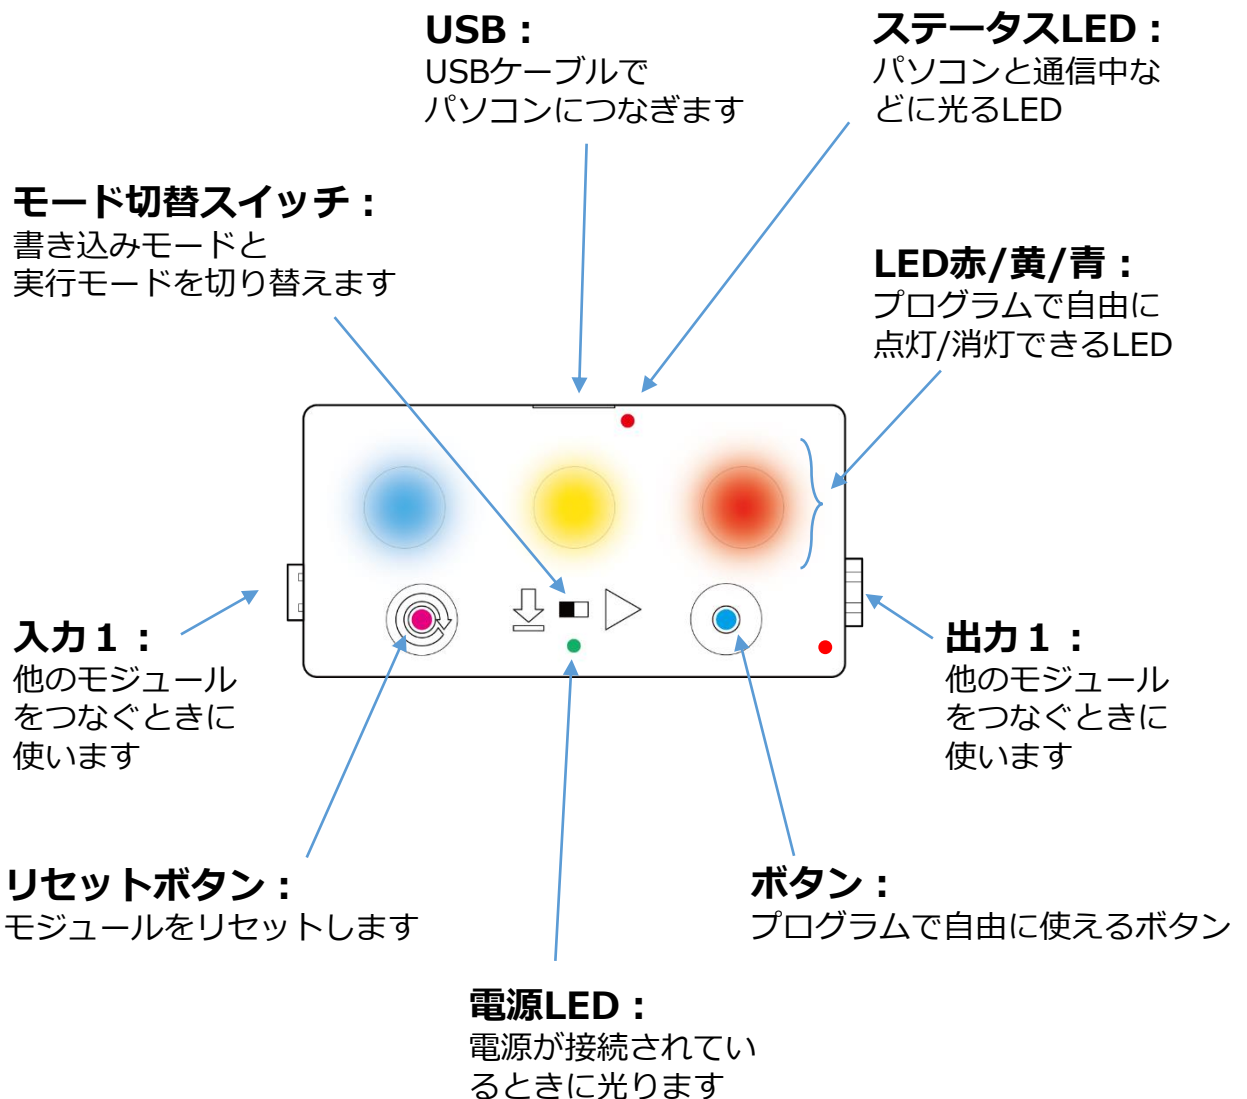 USB：
USBケーブルで
パソコンにつなぎます
ステータスLED：
パソコンと通信中な
どに光るLED
モード切替スイッチ：
書き込みモードと
実行モードを切り替えます
LED赤/黄/青：
プログラムで自由に
点灯/消灯できるLED
入力１：
他のモジュール
をつなぐときに
使います
出力１：
他のモジュール
をつなぐときに
使います
リセットボタン：
モジュールをリセットします
ボタン：
プログラムで自由に使えるボタン
電源LED：
電源が接続されてい
るときに光ります